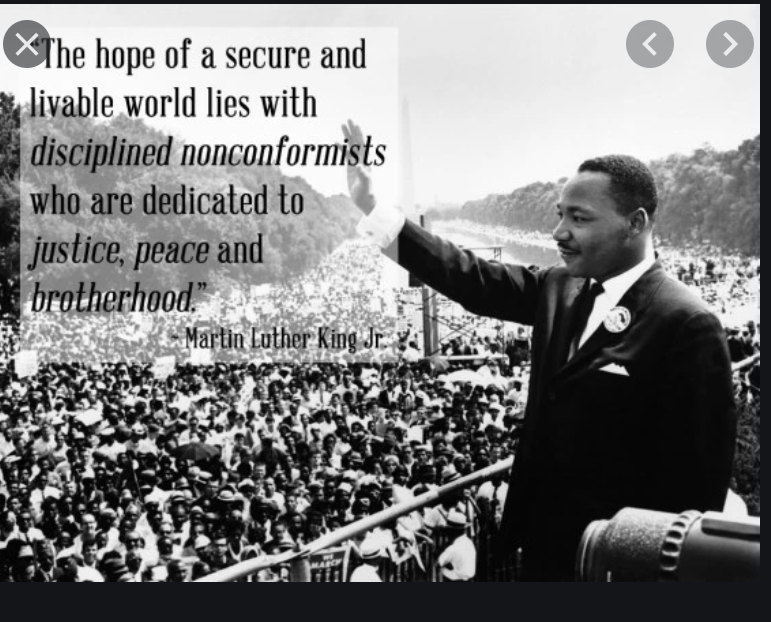 “The hope of a secure and
livable world lies with
disciplined nonconformists
who are dedicated to
justice, peace and
brotherhood.”
- Martin Luther King Jr.
MARCH